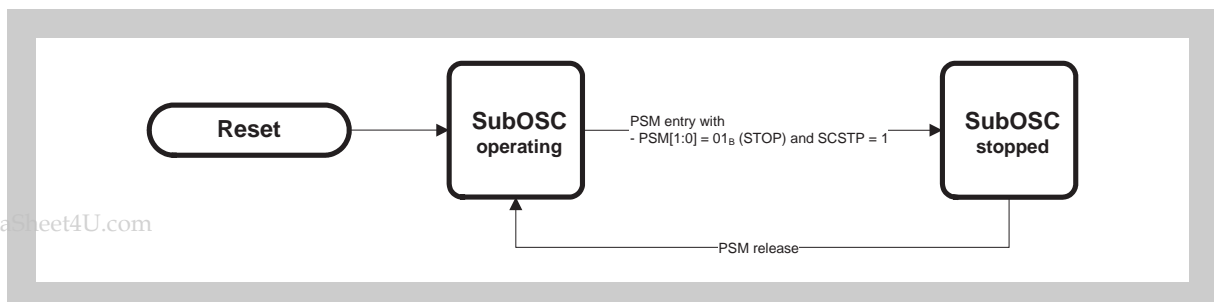 Reset
SubOSC
operating
PSM entry with
- PSM[1:0] = 01B (STOP) and SCSTP = 1
SubOSC
stopped
aSheet4U.com
PSM release